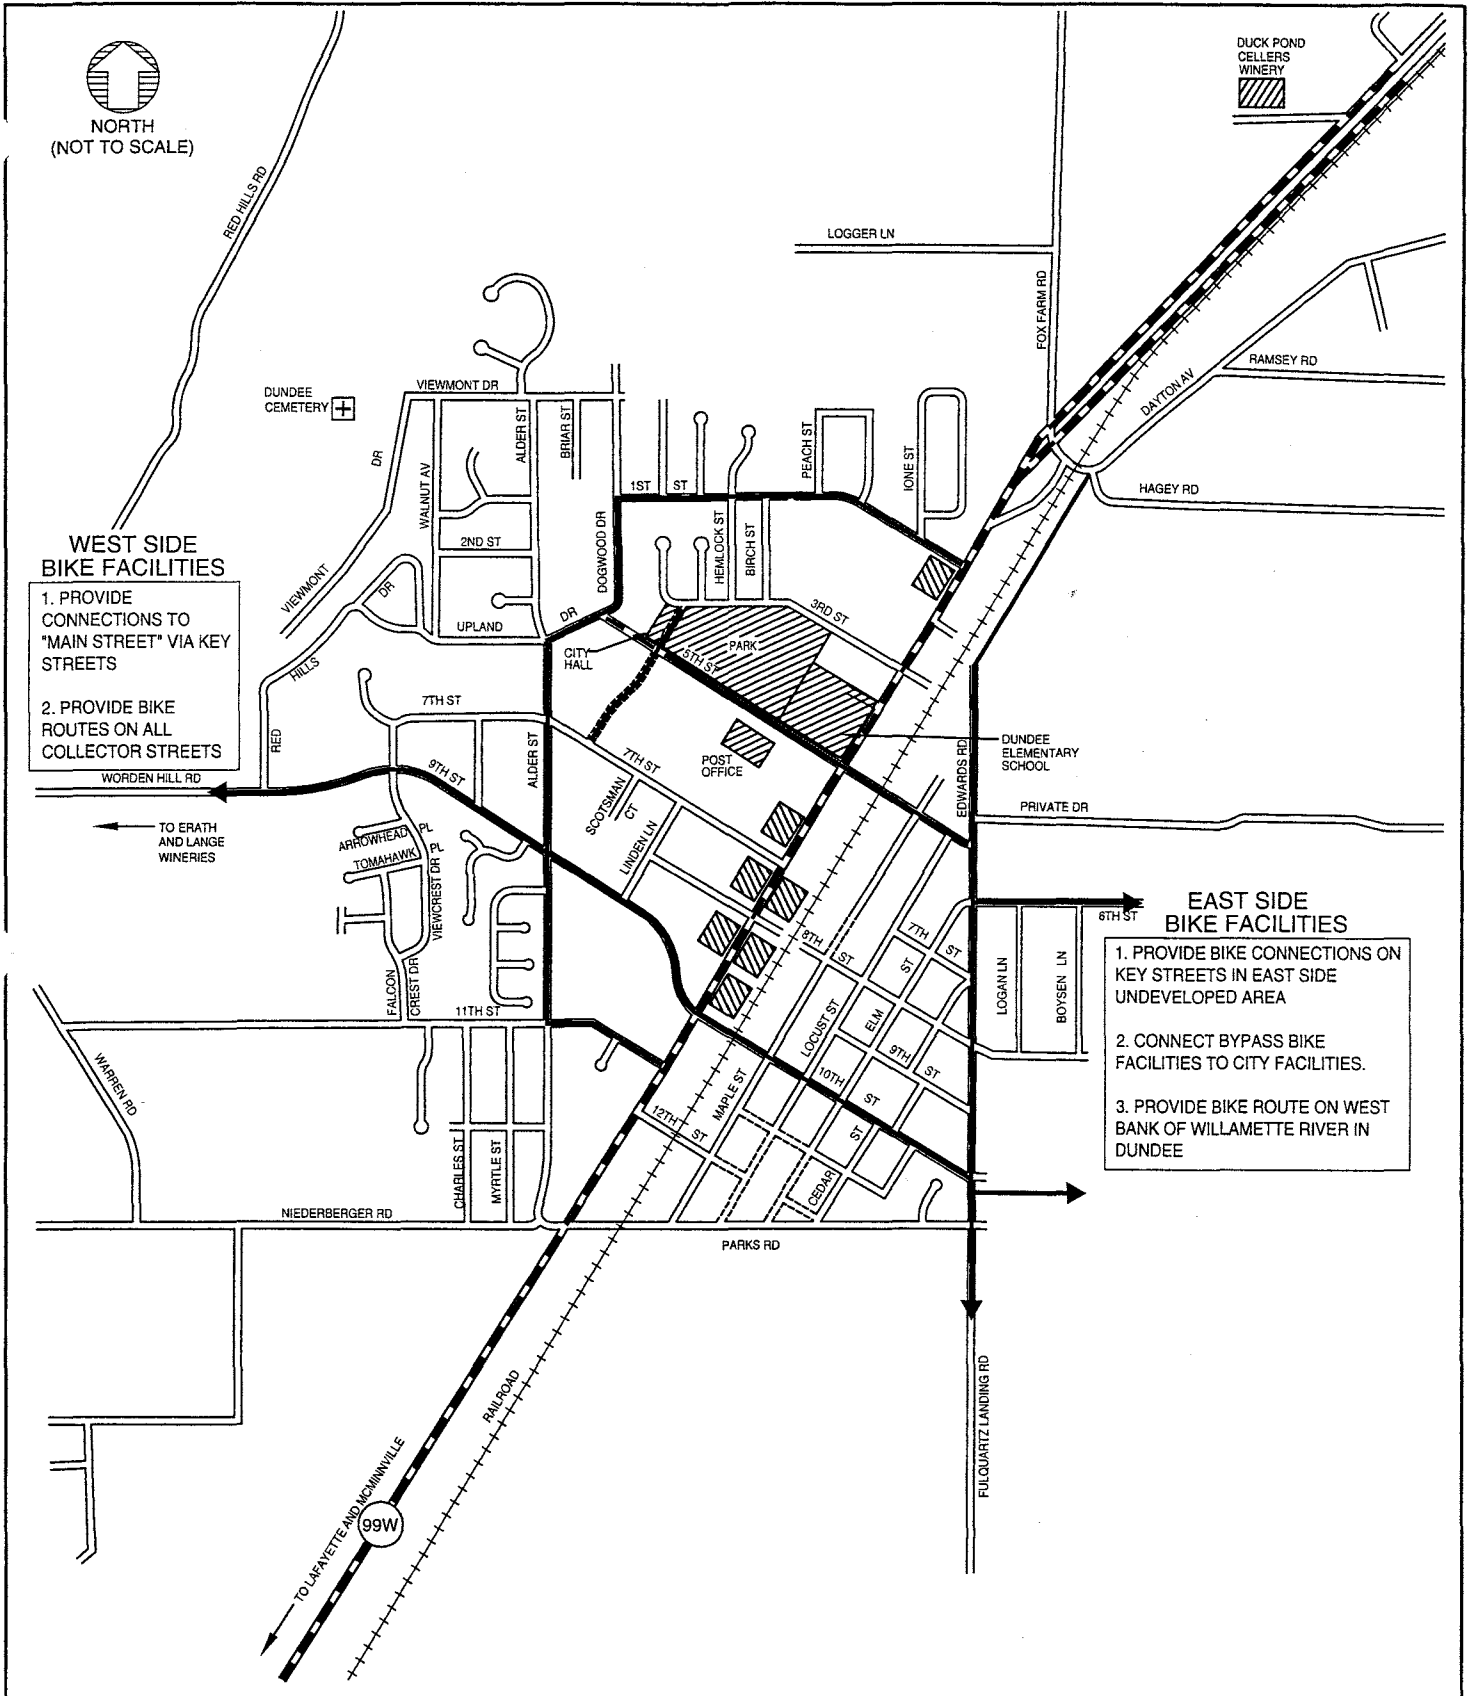 DUCK POND
CELLERS
WINERY
NORTH
(NOT TO SCALE)
RED HILLS RD
LOGGER LN
FOX FARM RD
RAMSEY RD
DAYTON AV
HAGEY RD
DUNDEE
CEMETERY
VIEWMONT DR
ALDER ST
BRIAR ST
WALNUT AV
DR
VIEWMONT
2ND ST
1ST ST
DOGWOOD DR
PEACH ST
IONE ST
HEMLOCK ST
BIRCH ST
3RD ST
UPLAND
DR
DR
HILLS
RED
CITY
HALL
PARK
5TH ST
WEST SIDE
BIKE FACILITIES
1. PROVIDE
CONNECTIONS TO
"MAIN STREET" VIA KEY
STREETS
2. PROVIDE BIKE
ROUTES ON ALL
COLLECTOR STREETS
WORDEN HILL RD
TO ERATH
AND LANGE
WINERIES
7TH ST
9TH ST
ALDER ST
7TH ST
POST
OFFICE
DUNDEE
ELEMENTARY
SCHOOL
EDWARDS RD
PRIVATE DR
SCOTSMAN
CT
LINDEN LN
ARROWHEAD PL
TOMAHAWK PL
VIEWCREST DR
FALCON
CREST DR
11TH ST
8TH ST
7TH ST
6TH ST
LOGAN LN
BOYSEN LN
EAST SIDE
BIKE FACILITIES
1. PROVIDE BIKE CONNECTIONS ON
KEY STREETS IN EAST SIDE
UNDEVELOPED AREA
2. CONNECT BYPASS BIKE
FACILITIES TO CITY FACILITIES.
3. PROVIDE BIKE ROUTE ON WEST
BANK OF WILLAMETTE RIVER IN
DUNDEE
LOCUST ST
ELM
ST
9TH ST
10TH ST
MAPLE ST
12TH ST
CEDAR
ST
WARREN RD
CHARLES ST
MYRTLE ST
NIEDERBERGER RD
PARKS RD
RAILROAD
FULQUARTZ LANDING RD
TO LAFAYETTE AND MCMINNVILLE
99W